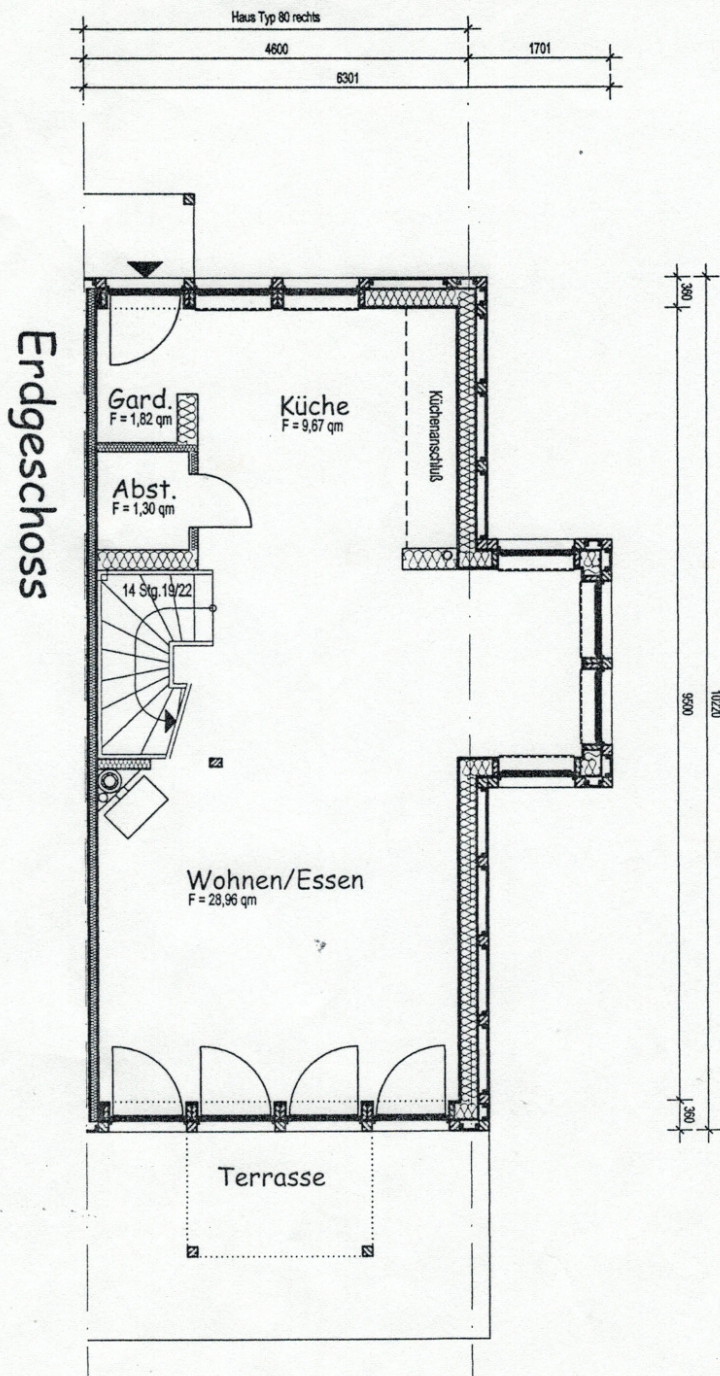 Haus Typ 80 rechts
4600
1701
6301
360
Erdgeschoss
Gard.
F = 1,82 qm
Küche
F = 9,67 qm
Küchenanschluß
Abst.
F = 1,30 qm
14 Stg.19/22
9500
10220
Wohnen/Essen
F = 28,96 qm
360
Terrasse